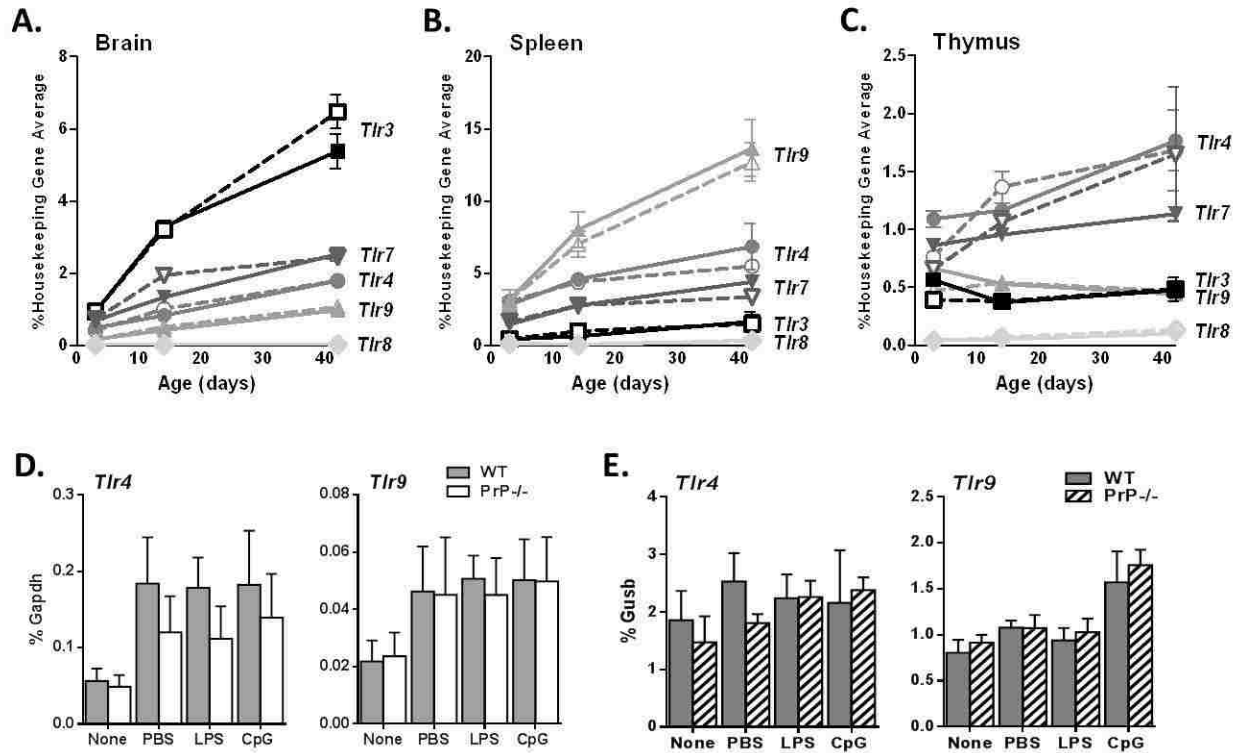 A.
Brain
%Housekeeping Gene Average
8
6
4
2
0
0 10 20 30 40 50
Age (days)
Tlr3
Tlr7
Tlr4
Tlr9
Tlr8
B.
Spleen
%Housekeeping Gene Average
20
15
10
5
0
0 10 20 30 40 50
Age (days)
Tlr9
Tlr4
Tlr7
Tlr3
Tlr8
C.
Thymus
%Housekeeping Gene Average
2.5
2.0
1.5
1.0
0.5
0.0
0 10 20 30 40 50
Age (days)
Tlr4
Tlr7
Tlr3
Tlr9
Tlr8
D.
Tlr4
% Gapdh
0.3
0.2
0.1
0.0
None PBS LPS CpG
Tlr9
WT
PrP-/-
0.08
0.06
0.04
0.02
0.00
None PBS LPS CpG
E.
Tlr4
% Gusb
4
3
2
1
0
None PBS LPS CpG
Tlr9
WT
PrP-/-
2.5
2.0
1.5
1.0
0.5
0.0
None PBS LPS CpG